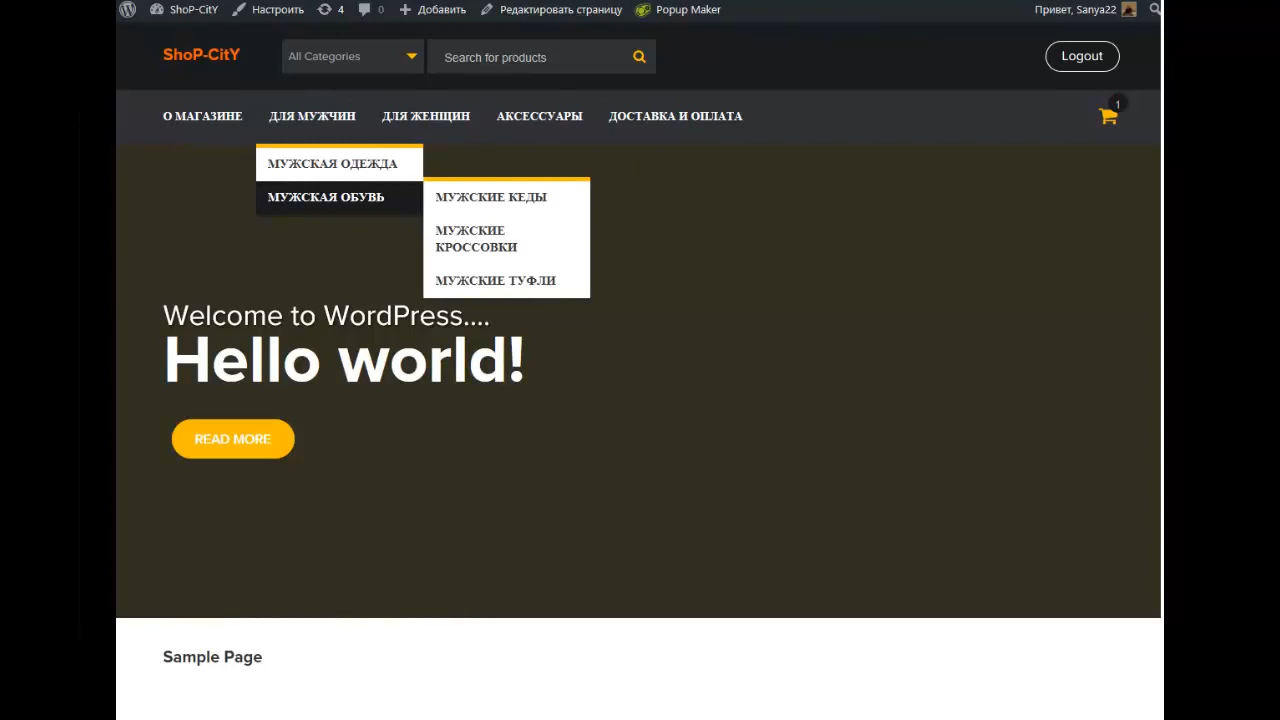 ShoP-CitY Настроить 4 0 Добавить Редактировать страницу Popup Maker Привет, Sanya22
ShoP-CitY All Categories Search for products Logout
1
О МАГАЗИНЕ ДЛЯ МУЖЧИН ДЛЯ ЖЕНЩИН АКСЕССУАРЫ ДОСТАВКА И ОПЛАТА
МУЖСКАЯ ОДЕЖДА
МУЖСКАЯ ОБУВЬ МУЖСКИЕ КЕДЫ
МУЖСКИЕ
КРОССОВКИ
МУЖСКИЕ ТУФЛИ
Welcome to WordPress....
Hello world!
READ MORE
Sample Page